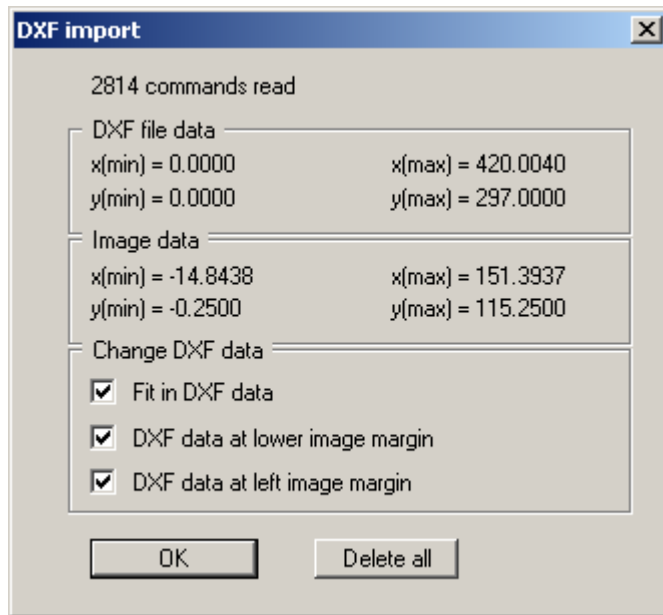 DXF import
2814 commands read
DXF file data
x(min) = 0.0000 x(max) = 420.0040
y(min) = 0.0000 y(max) = 297.0000
Image data
x(min) = -14.8438 x(max) = 151.3937
y(min) = -0.2500 y(max) = 115.2500
Change DXF data
Fit in DXF data
DXF data at lower image margin
DXF data at left image margin
OK Delete all